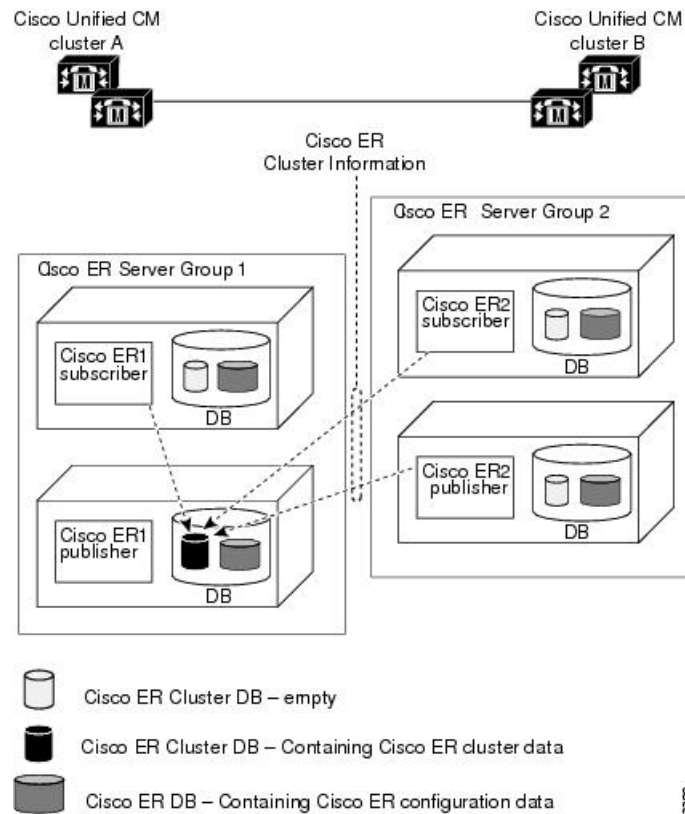 Cisco Unified CM
cluster A
Cisco Unified CM
cluster B
M
M
M
M
Cisco ER
Cluster Information
Cisco ER Server Group 1
Cisco ER1
subscriber
DB
Cisco ER1
publisher
DB
Cisco ER Server Group 2
Cisco ER2
subscriber
DB
Cisco ER2
publisher
DB
Cisco ER Cluster DB – empty
Cisco ER Cluster DB – Containing Cisco ER cluster data
Cisco ER DB – Containing Cisco ER configuration data